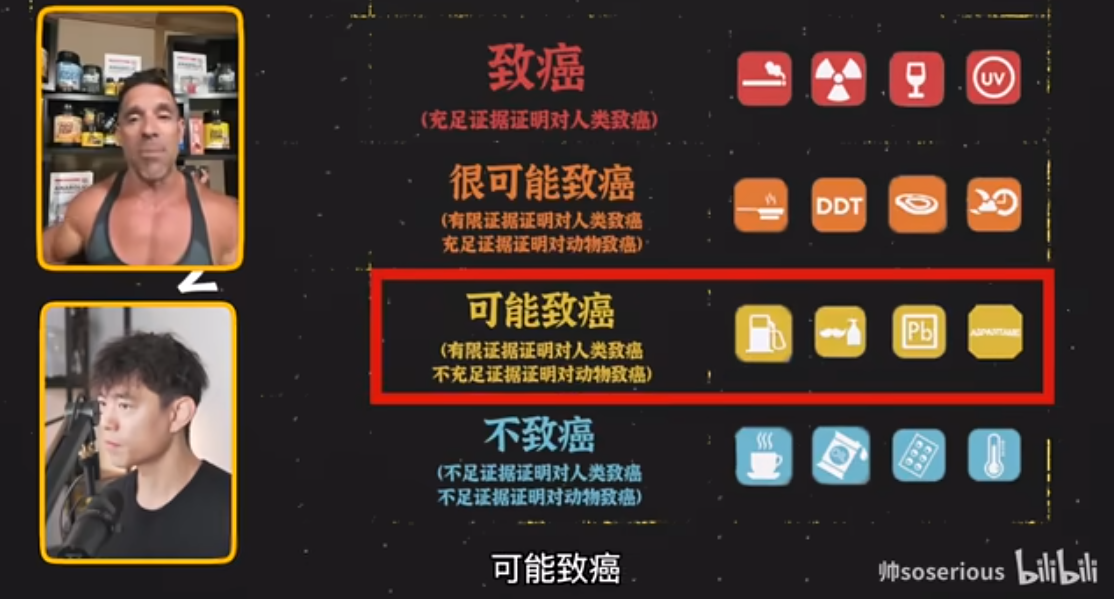 致癌
(充足证据证明对人类致癌)
UV
很可能致癌
(有限证据证明对人类致癌
充足证据证明对动物致癌)
DDT
可能致癌
(有限证据证明对人类致癌
不充足证据证明对动物致癌)
Pb
ASPARTAME
不致癌
(不足证据证明对人类致癌
不足证据证明对动物致癌)
可能致癌
帅soserious
bilibili